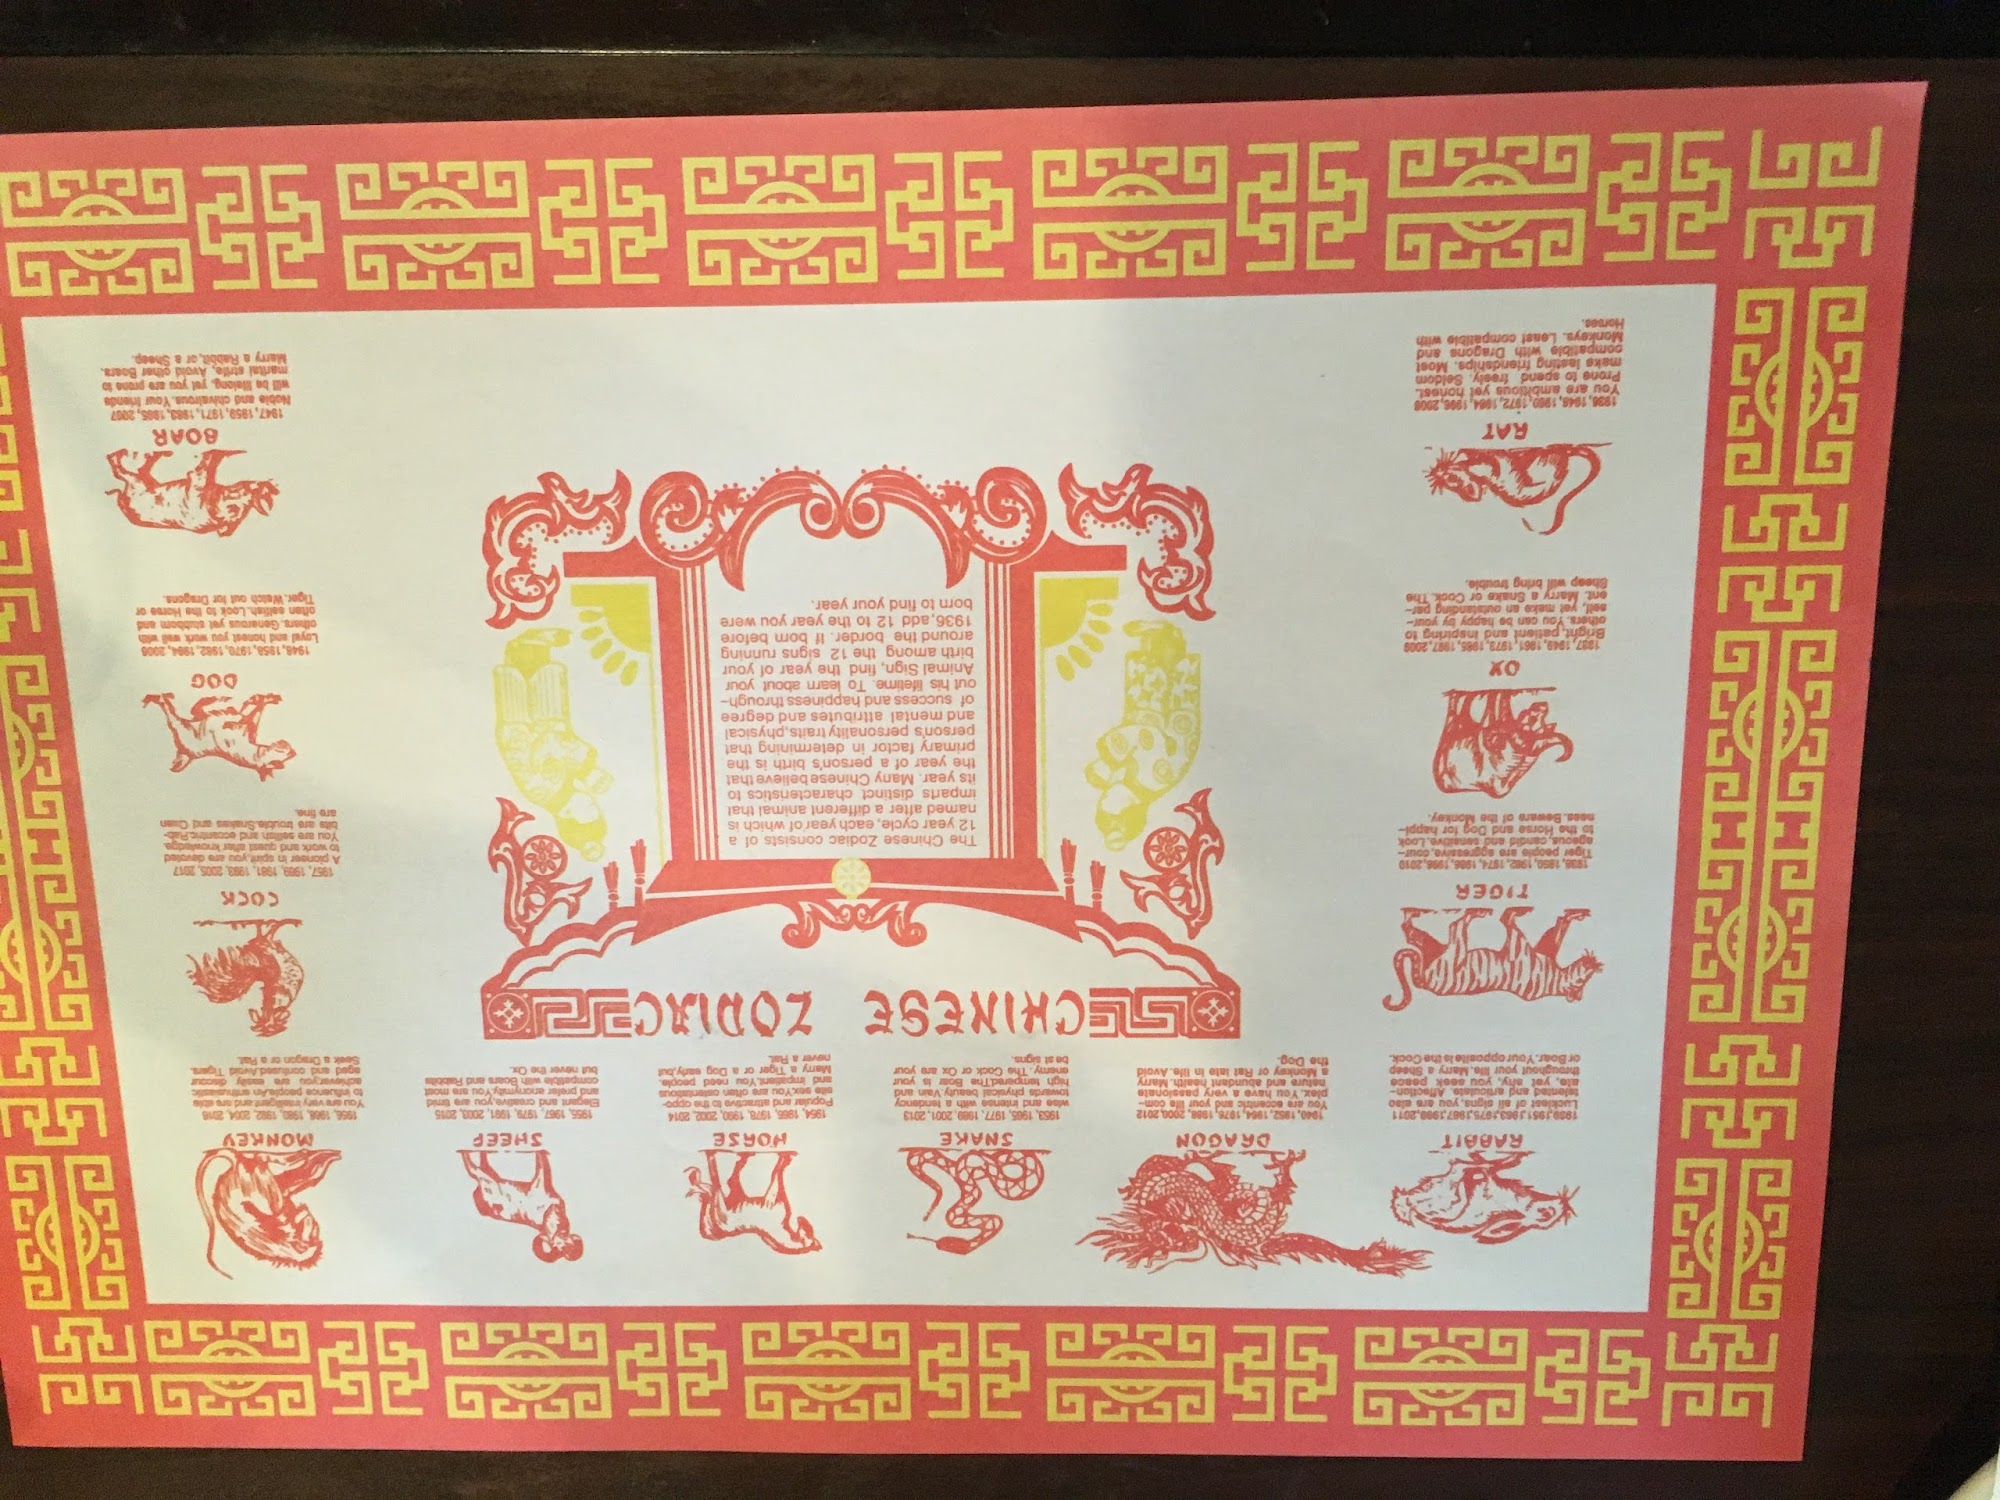 CHINESE ZODIAC
The Chinese Zodiac consists of a
12 year cycle, each year of which is
named after a different animal that
imparts distinct characteristics to
its year. Many Chinese believe that
the year of a person's birth is the
primary factor in determining that
person's personality traits, physical
and mental attributes and degree
of success and happiness through-
out his lifetime. To learn about your
Animal Sign, find the year of your
birth among the 12 signs running
around the border. If born before
1936, add 12 to the year you were
born to find your year.
RAT
1936, 1948, 1960, 1972, 1984, 1996, 2008
You are ambitious yet honest.
Prone to spend freely. Seldom
make lasting friendships. Most
compatible with Dragons and
Monkeys. Least compatible with
Horses.
OX
1937, 1949, 1961, 1973, 1985, 1997, 2009
Bright, patient and inspiring to
others. You can be happy by your-
self, yet make an outstanding par-
ent. Marry a Snake or Cock. The
Sheep will bring trouble.
TIGER
1938, 1950, 1962, 1974, 1986, 1998, 2010
Tiger people are aggressive, cour-
ageous, candid and sensitive. Look
to the Horse and Dog for happi-
ness. Beware of the Monkey.
RABBIT
1939, 1951, 1963, 1975, 1987, 1999, 2011
Luckiest of all signs, you are also
talented and articulate. Affection-
ate, yet shy, you seek peace
throughout your life. Marry a Sheep
or Boar. Your opposite is the Cock.
DRAGON
1940, 1952, 1964, 1976, 1988, 2000, 2012
You are eccentric and your life com-
plex. You have a very passionate
nature and abundant health. Marry
a Monkey or Rat late in life. Avoid
the Dog.
SNAKE
1953, 1965, 1977, 1989, 2001, 2013
wise and intense with a tendency
towards physical beauty. Vain and
high tempered. The Boar is your
enemy. The Cock or Ox are your
best signs.
HORSE
1954, 1966, 1978, 1990, 2002, 2014
Popular and attractive to the oppo-
site sex. You are often ostentatious
and impatient. You need people.
Marry a Tiger or a Dog early, but
never a Rat.
SHEEP
1955, 1967, 1979, 1991, 2003, 2015
Elegant and creative, you are timid
and prefer anonymity. You are most
compatible with Boars and Rabbits
but never the Ox.
MONKEY
1956, 1968, 1980, 1992, 2004, 2016
You are very intelligent and are able
to influence people. An enthusiastic
achiever, you are easily discour-
aged and confused. Avoid Tigers.
Seek a Dragon or a Rat.
COCK
1957, 1969, 1981, 1993, 2005, 2017
A pioneer in spirit, you are devoted
to work and quest after knowledge.
You are selfish and eccentric. Rab-
bits are trouble. Snakes and Oxen
are fine.
DOG
1946, 1958, 1970, 1982, 1994, 2006
Loyal and honest you work well with
others. Generous yet stubborn and
often selfish. Look to the Horse or
Tiger. Watch out for Dragons.
BOAR
1947, 1959, 1971, 1983, 1995, 2007
Noble and chivalrous. Your friends
will be lifelong, yet you are prone to
marital strife. Avoid other Boars.
Marry a Rabbit, or a Sheep.